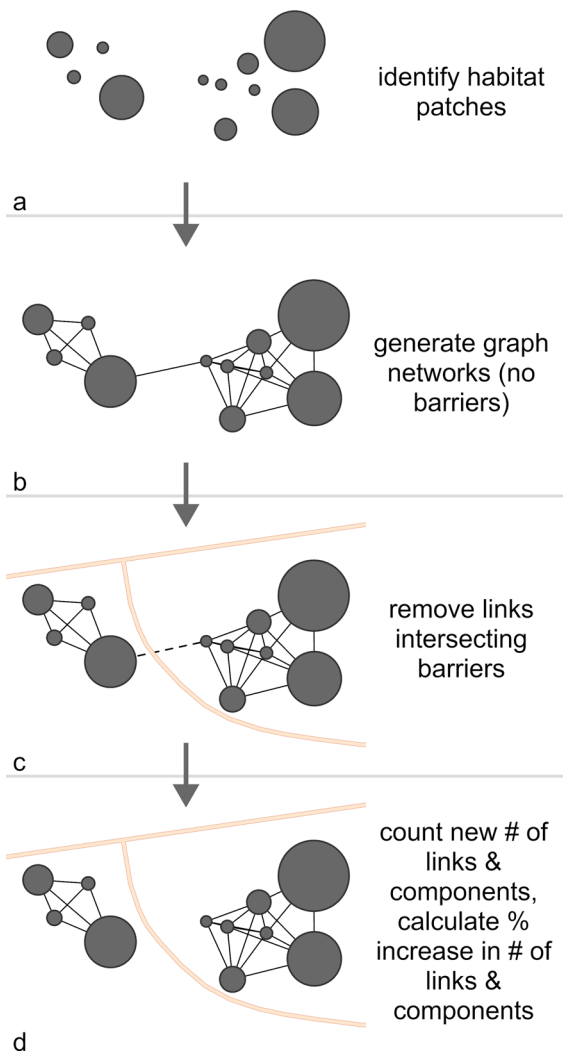 identify habitat
patches
a
generate graph
networks (no
barriers)
b
remove links
intersecting
barriers
c
count new # of
links &
components,
calculate %
increase in # of
links &
components
d